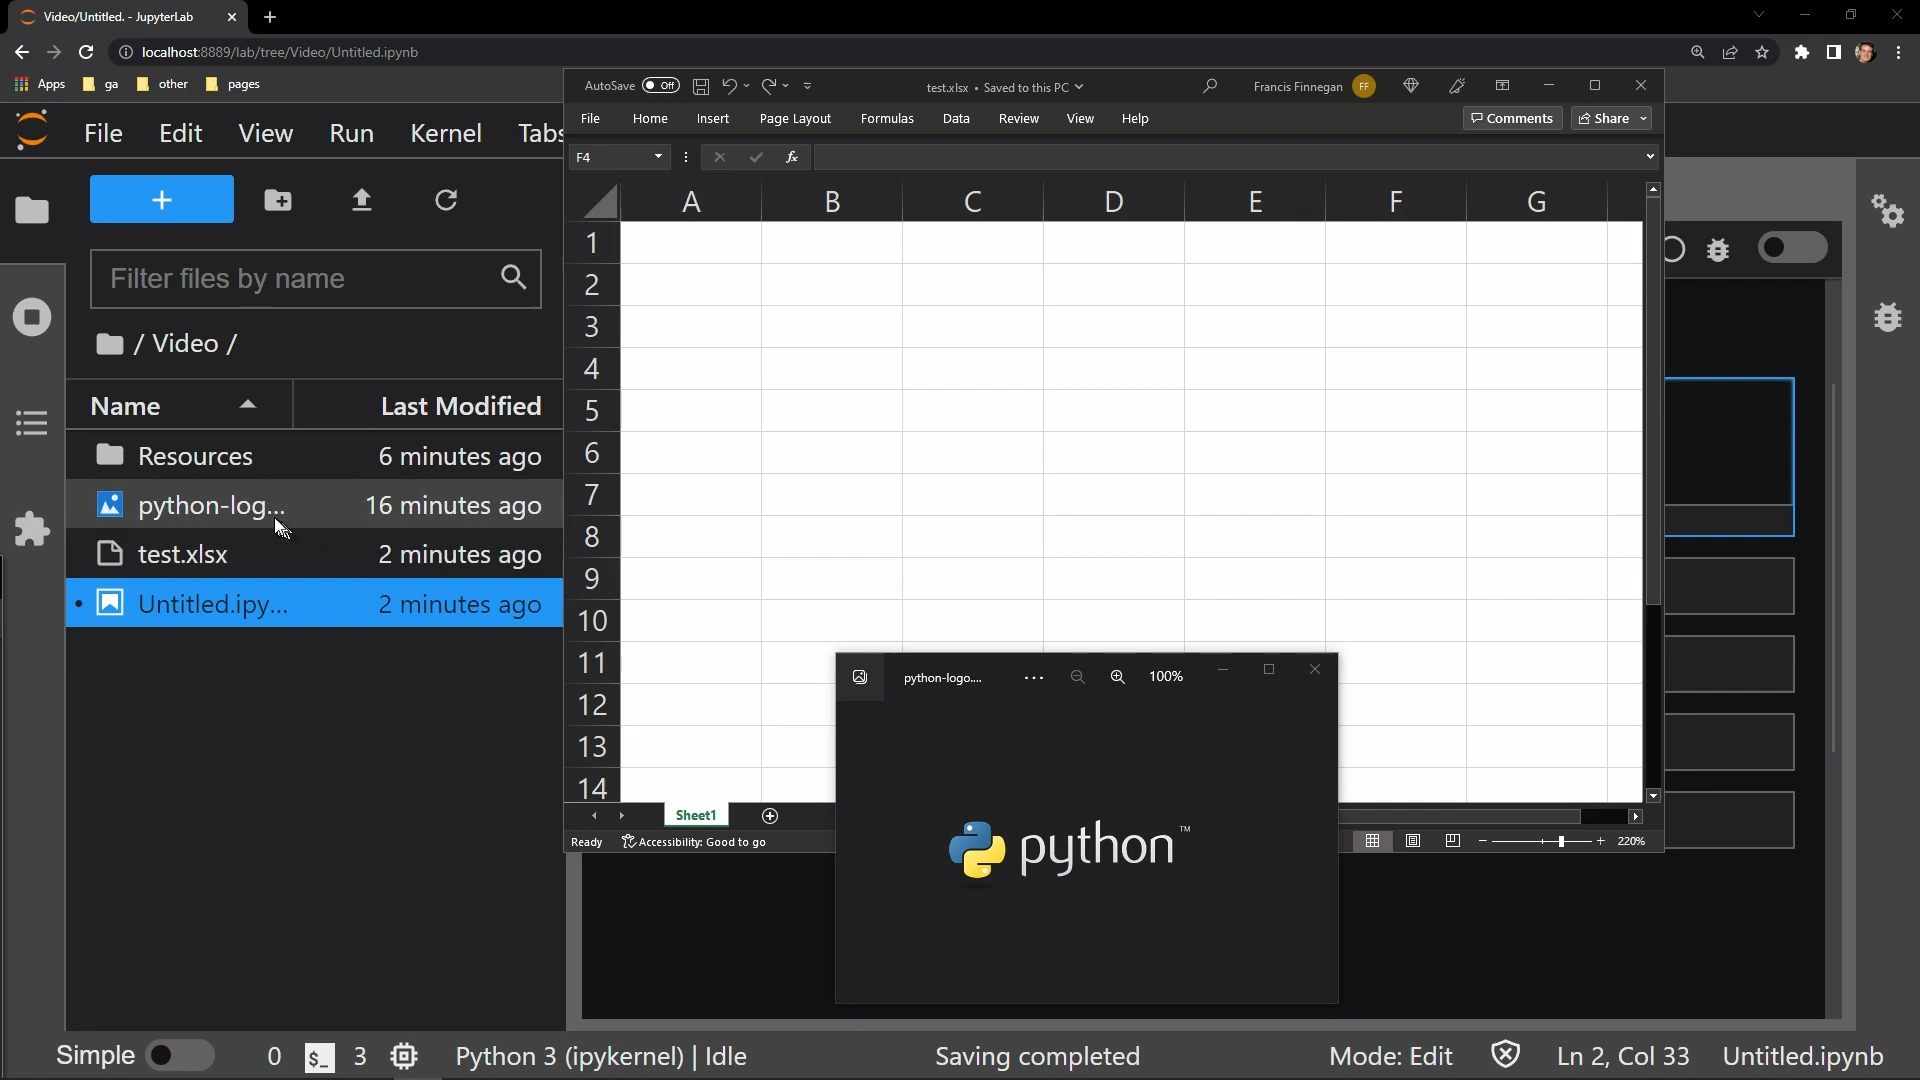 Video/Untitled. - JupyterLab
localhost:8889/lab/tree/Video/Untitled.ipynb
Apps ga other pages
AutoSave Off test.xlsx • Saved to this PC Francis Finnegan FF
File Edit View Run Kernel Tabs
File Home Insert Page Layout Formulas Data Review View Help Comments Share
F4 fx
+
Filter files by name
/ Video /
Name Last Modified
Resources 6 minutes ago
python-log... 16 minutes ago
test.xlsx 2 minutes ago
Untitled.ipy... 2 minutes ago
A B C D E F G
1
2
3
4
5
6
7
8
9
10
11
12
13
14
python-logo.... 100%
python™
Sheet1
Ready Accessibility: Good to go 220%
Simple 0 $_ 3 Python 3 (ipykernel) | Idle Saving completed Mode: Edit Ln 2, Col 33 Untitled.ipynb